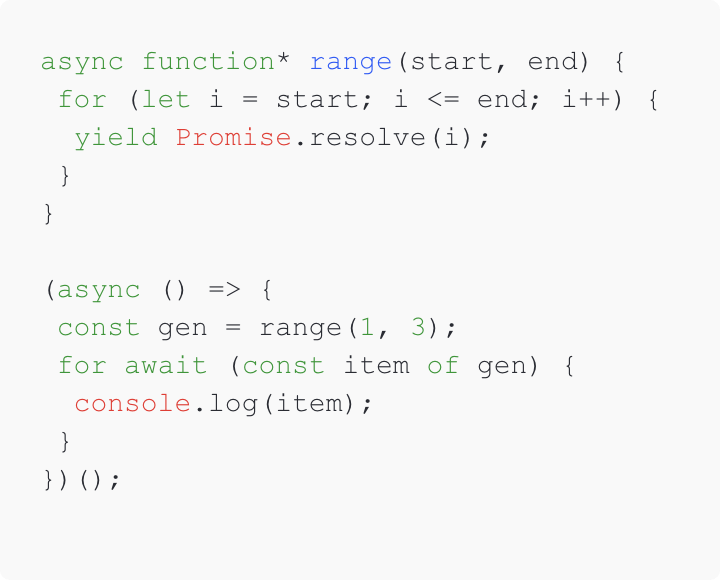 async function* range(start, end) {
 for (let i = start; i <= end; i++) {
  yield Promise.resolve(i);
 }
}

(async () => {
 const gen = range(1, 3);
 for await (const item of gen) {
  console.log(item);
 }
})();